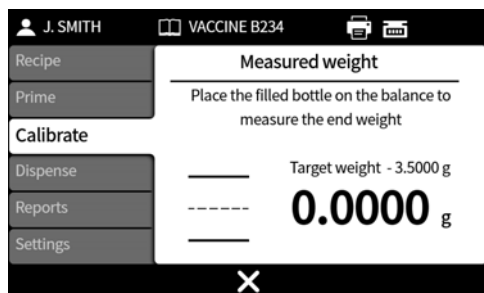 J. SMITH
VACCINE B234
Recipe
Prime
Calibrate
Dispense
Reports
Settings
Measured weight
Place the filled bottle on the balance to
measure the end weight
Target weight - 3.5000 g
0.0000 g